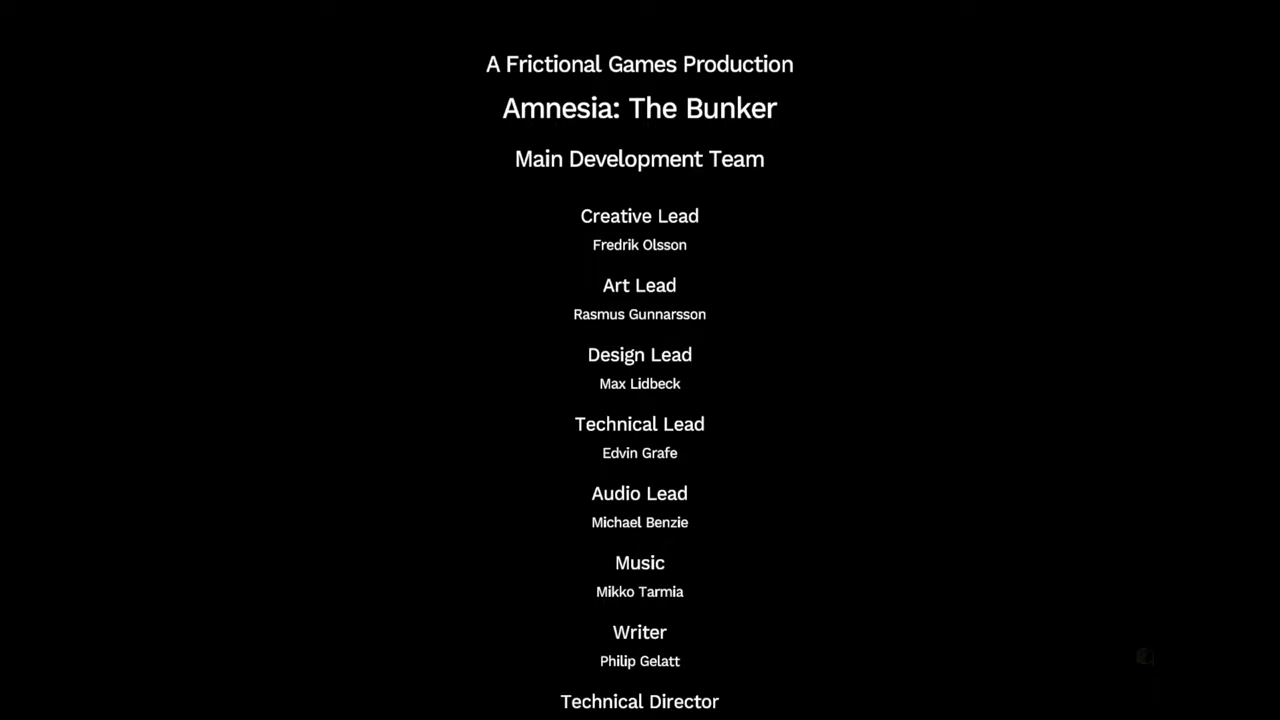 A Frictional Games Production
Amnesia: The Bunker
Main Development Team
Creative Lead
Fredrik Olsson
Art Lead
Rasmus Gunnarsson
Design Lead
Max Lidbeck
Technical Lead
Edvin Grafe
Audio Lead
Michael Benzie
Music
Mikko Tarmia
Writer
Philip Gelatt
Technical Director